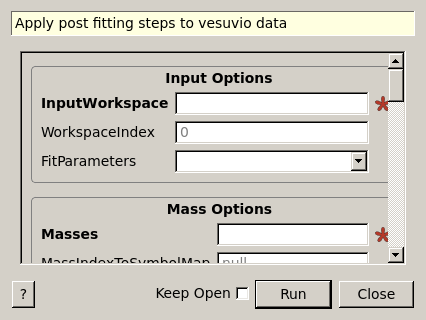 Apply post fitting steps to vesuvio data
Input Options
InputWorkspace
WorkspaceIndex 0
FitParameters
Mass Options
Masses
MassIndexToSymbolMap null
? Keep Open Run Close